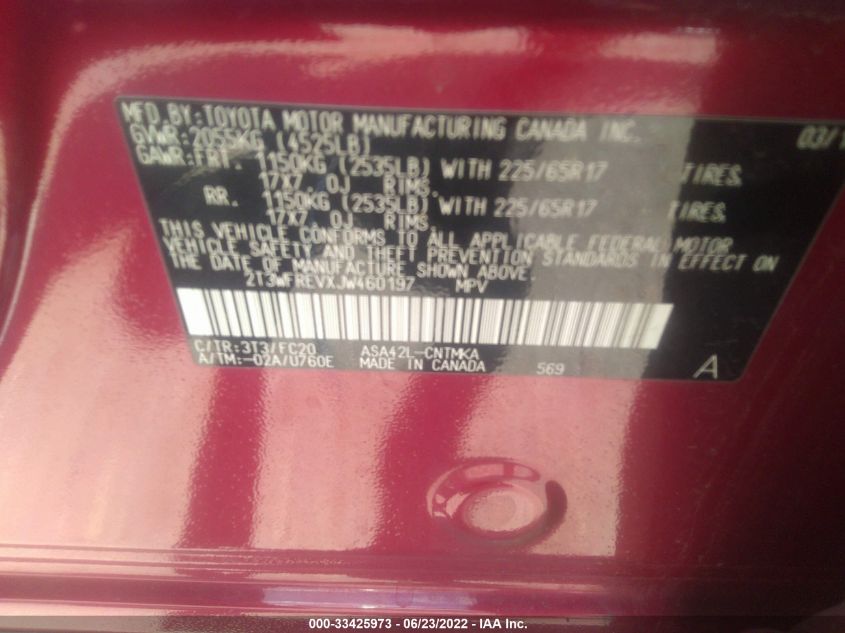 MFD.BY:TOYOTA MOTOR MANUFACTURING CANADA INC. 03/1
GVWR:2055KG (4525LB)
GAWR:FRT. 1150KG (2535LB) WITH 225/65R17 TIRES
17X7. 0J RIMS.
RR. 1150KG (2535LB) WITH 225/65R17 TIRES.
17X7. 0J RIMS.
THIS VEHICLE CONFORMS TO ALL APPLICABLE FEDERAL MOTOR
VEHICLE SAFETY AND THEFT PREVENTION STANDARDS IN EFFECT ON
THE DATE OF MANUFACTURE SHOWN ABOVE.
2T3WFREVXJW460197 MPV
C/TR:3T3/FC20 ASA42L-CNTMKA
A/TM:-02A/U760E MADE IN CANADA 569 A
000-33425973 - 06/23/2022 - IAA Inc.